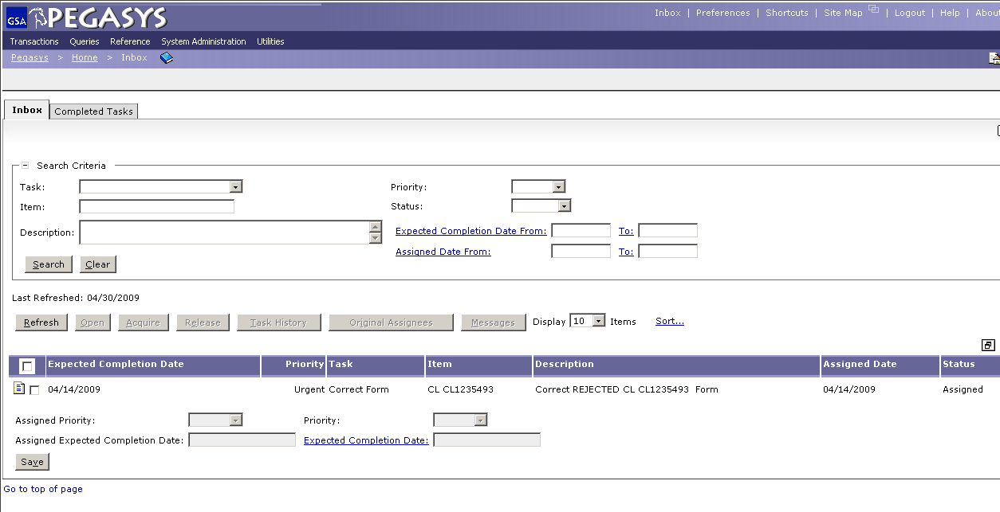 GSA PEGASYS
Inbox | Preferences | Shortcuts | Site Map | Logout | Help | About
Transactions Queries Reference System Administration Utilities
Pegasys > Home > Inbox
Inbox Completed Tasks
Search Criteria
Task: Priority:
Item: Status:
Description: Expected Completion Date From: To:
Assigned Date From: To:
Search Clear
Last Refreshed: 04/30/2009
Refresh Open Acquire Release Task History Original Assignees Messages Display 10 Items Sort...
Expected Completion Date Priority Task Item Description Assigned Date Status
04/14/2009 Urgent Correct Form CL CL1235493 Correct REJECTED CL CL1235493 Form 04/14/2009 Assigned
Assigned Priority: Priority:
Assigned Expected Completion Date: Expected Completion Date:
Save
Go to top of page